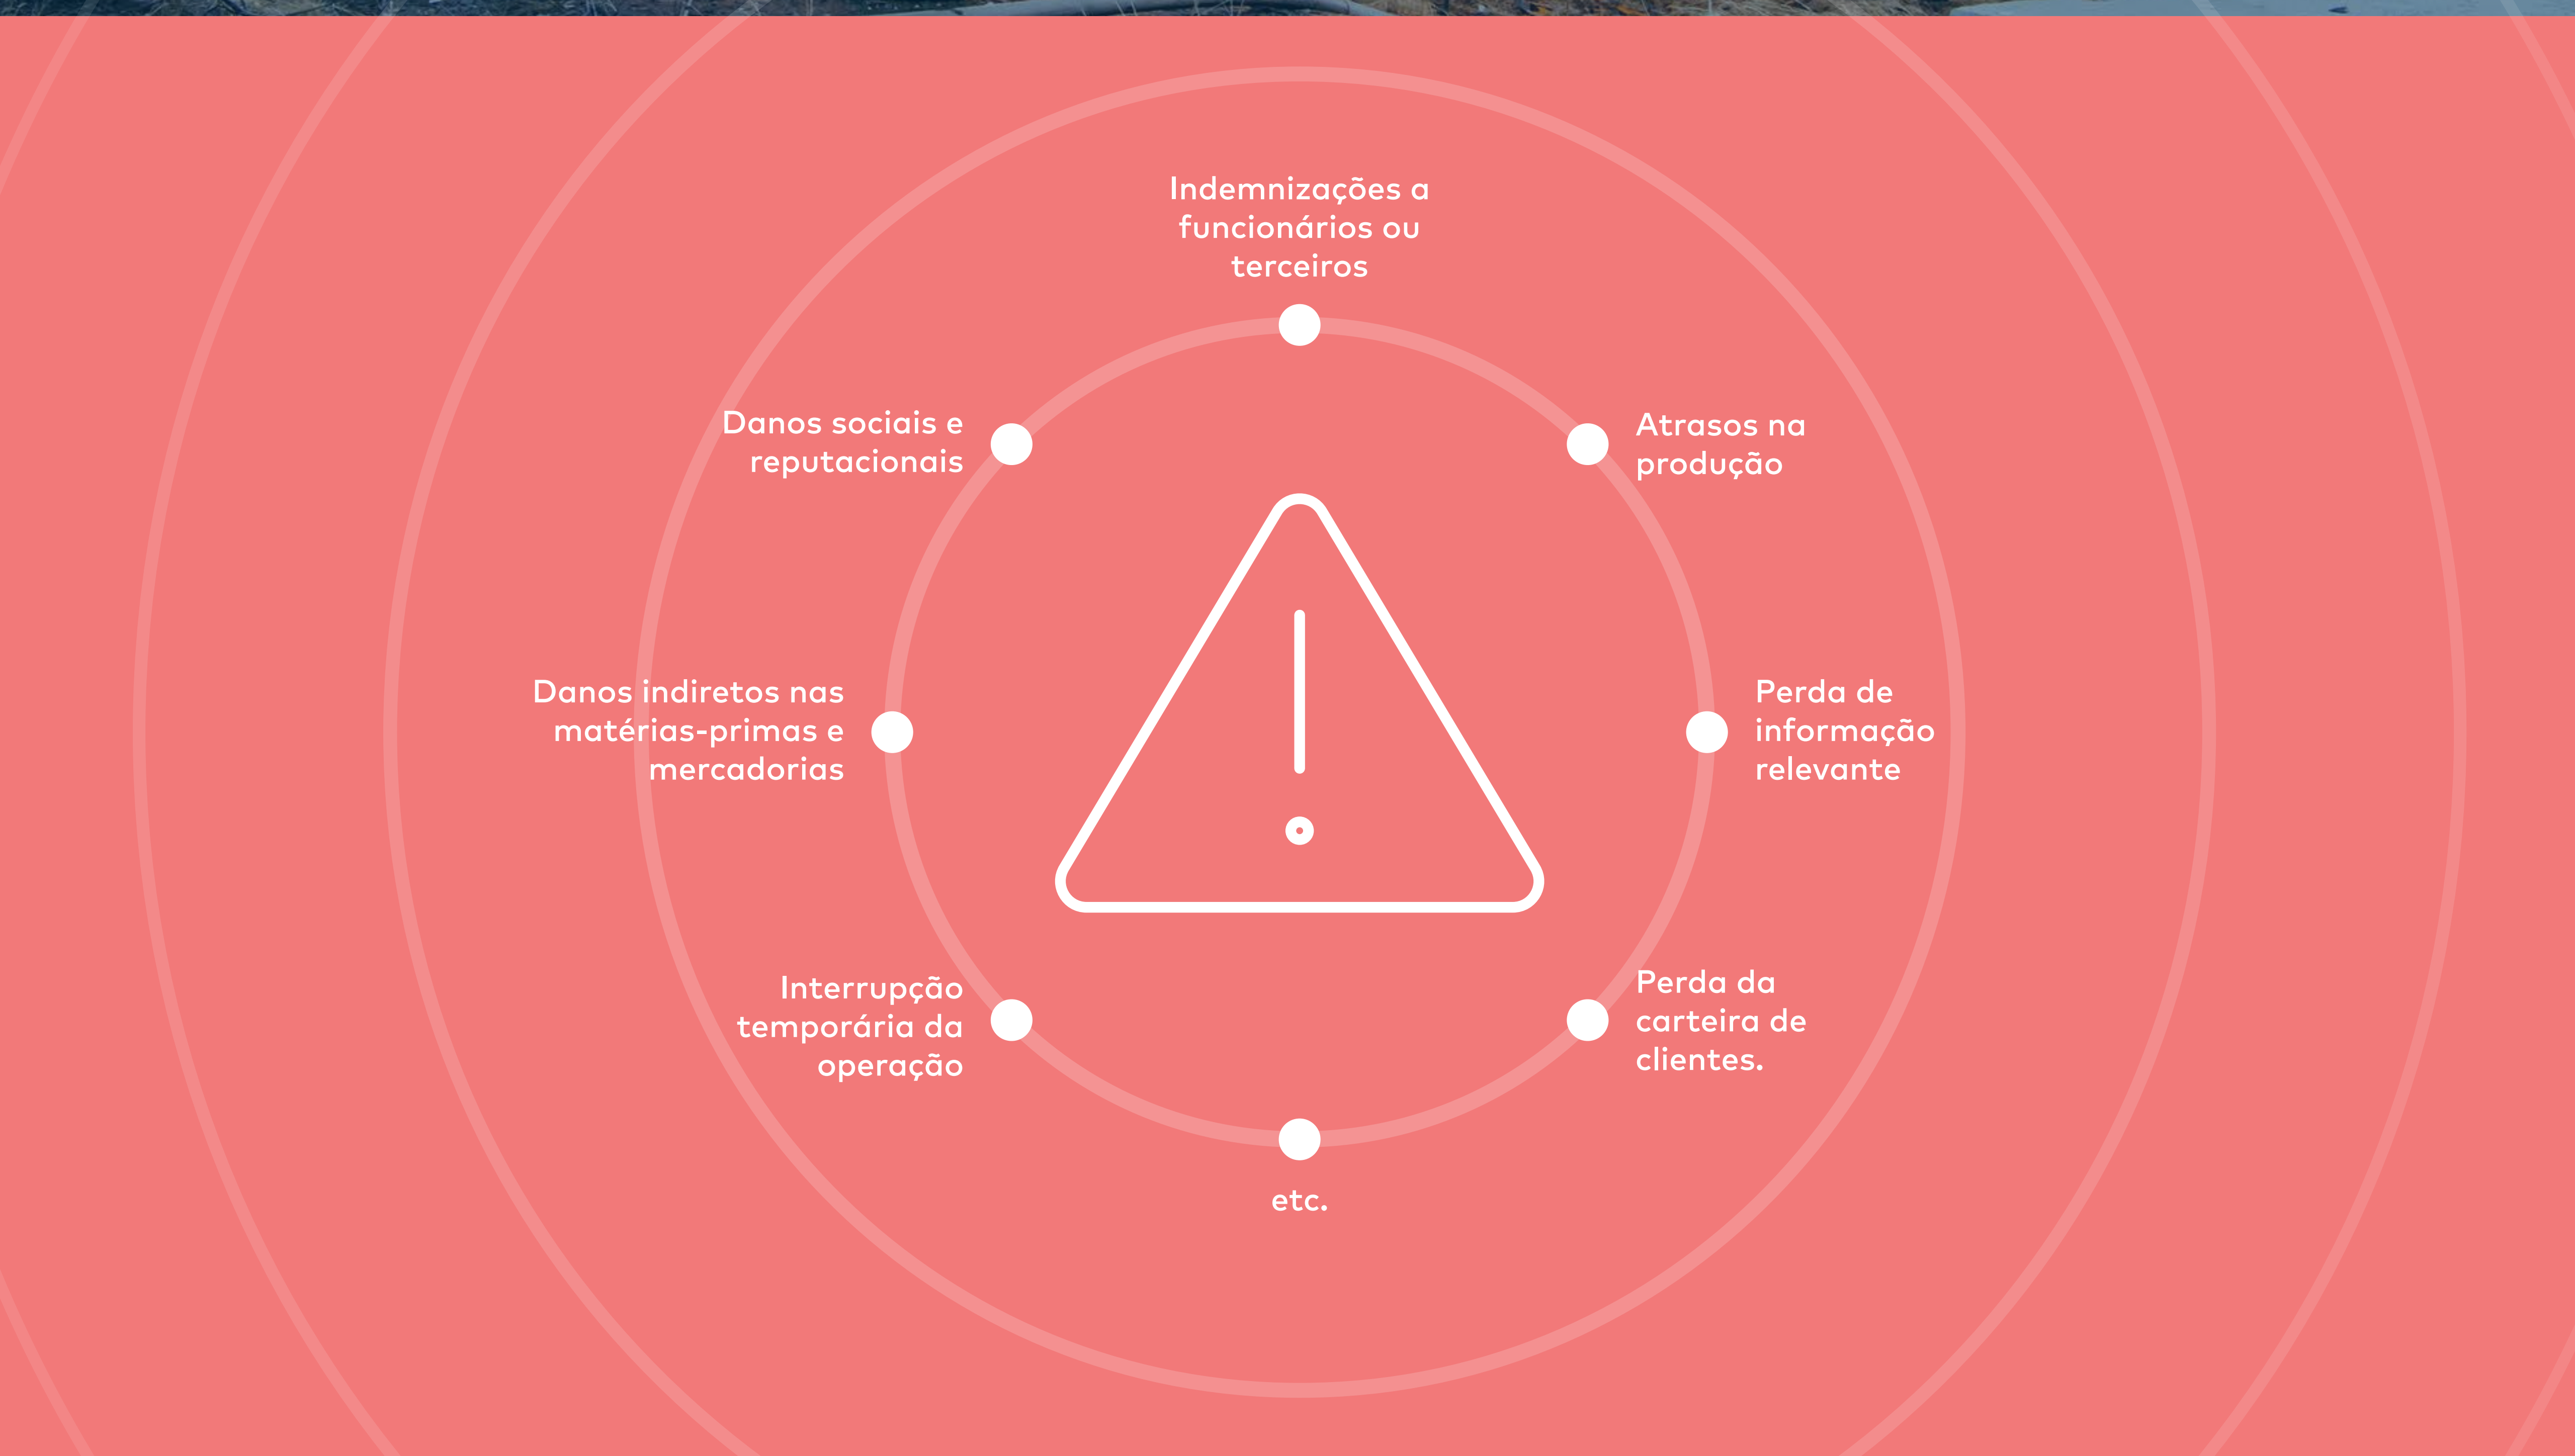 Indemnizações a
funcionários ou
terceiros
Atrasos na
produção
Perda de
informação
relevante
Perda da
carteira de
clientes.
etc.
Interrupção
temporária da
operação
Danos indiretos nas
matérias-primas e
mercadorias
Danos sociais e
reputacionais